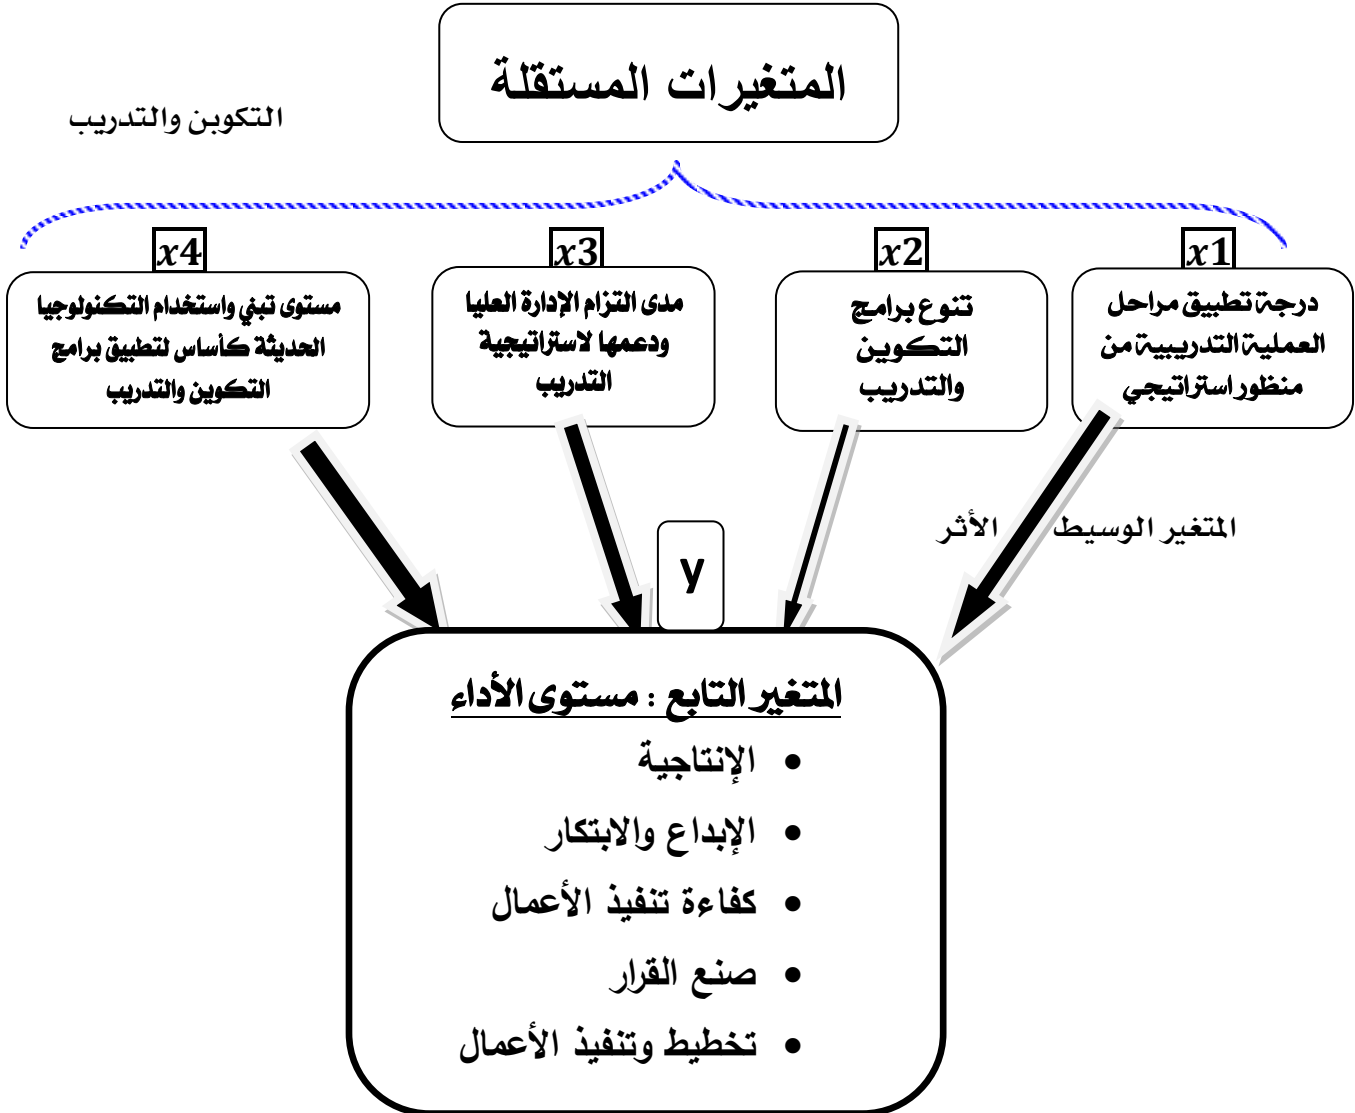 المتغيرات المستقلة
التكوبن والتدريب
x1
درجة تطبيق مراحل
العملية التدريبية من
منظور استراتيجي
x2
تنوع برامج
التكوين
والتدريب
x3
مدى التزام الإدارة العليا
ودعمها لاستراتيجية
التدريب
x4
مستوى تبني واستخدام التكنولوجيا
الحديثة كأساس لتطبيق برامج
التكوين والتدريب
المتغير الوسيط الأثر
y
المتغير التابع : مستوى الأداء
• الإنتاجية
• الإبداع والابتكار
• كفاءة تنفيذ الأعمال
• صنع القرار
• تخطيط وتنفيذ الأعمال